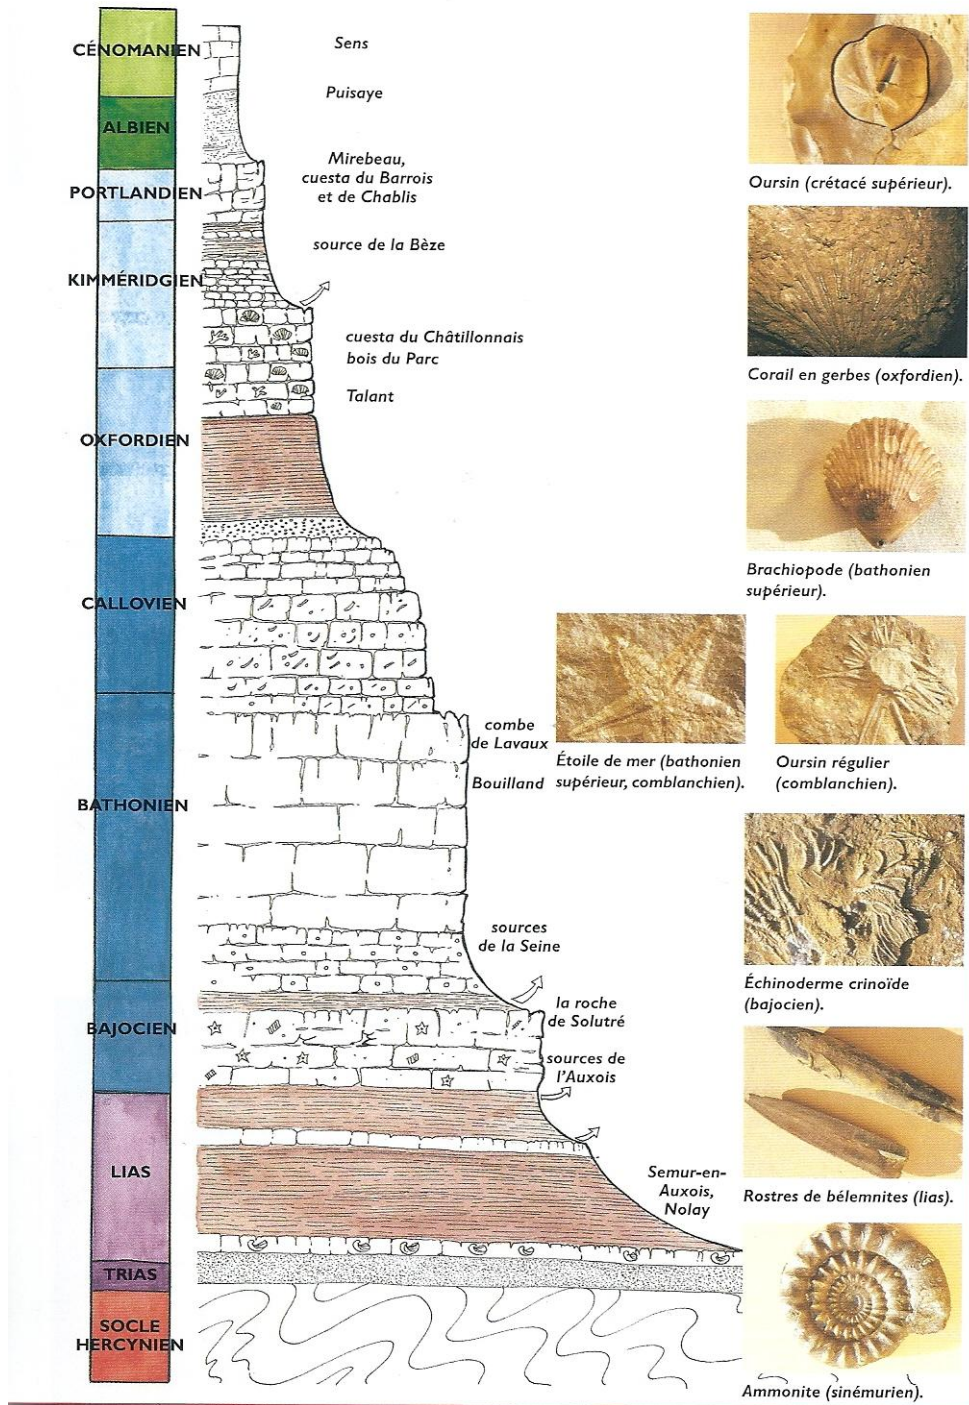 CÉNOMANIEN
ALBIEN
PORTLANDIEN
KIMMÉRIDGIEN
OXFORDIEN
CALLOVIEN
BATHONIEN
BAJOCIEN
LIAS
TRIAS
SOCLE
HERCYNIEN
Sens
Puisaye
Mirebeau,
cuesta du Barrois
et de Chablis
source de la Bèze
cuesta du Châtillonnais
bois du Parc
Talant
combe
de Lavaux
Bouilland
sources
de la Seine
la roche
de Solutré
sources de
l'Auxois
Semur-en-
Auxois,
Nolay
Oursin (crétacé supérieur).
Corail en gerbes (oxfordien).
Brachiopode (bathonien
supérieur).
Étoile de mer (bathonien
supérieur, comblanchien).
Oursin régulier
(comblanchien).
Échinoderme crinoïde
(bajocien).
Rostres de bélemnites (lias).
Ammonite (sinémurien).